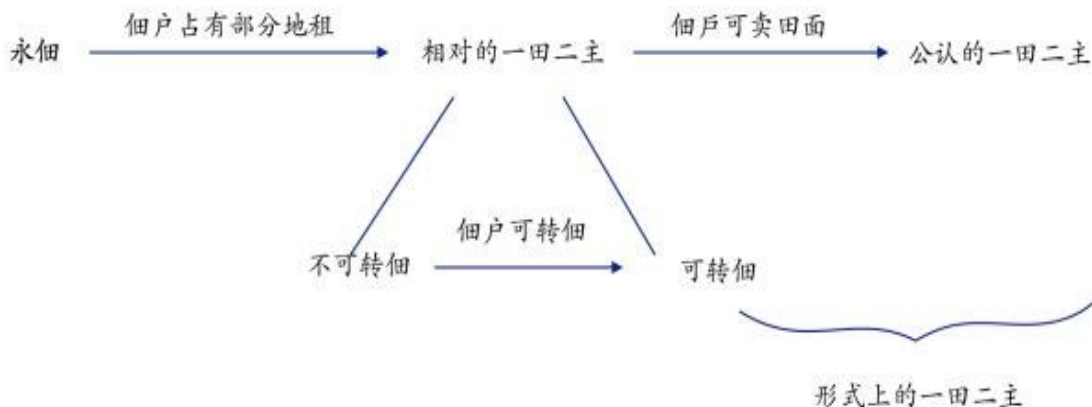 永佃
佃户占有部分地租
相对的一田二主
佃戶可卖田面
公认的一田二主
不可转佃
佃户可转佃
可转佃
形式上的一田二主